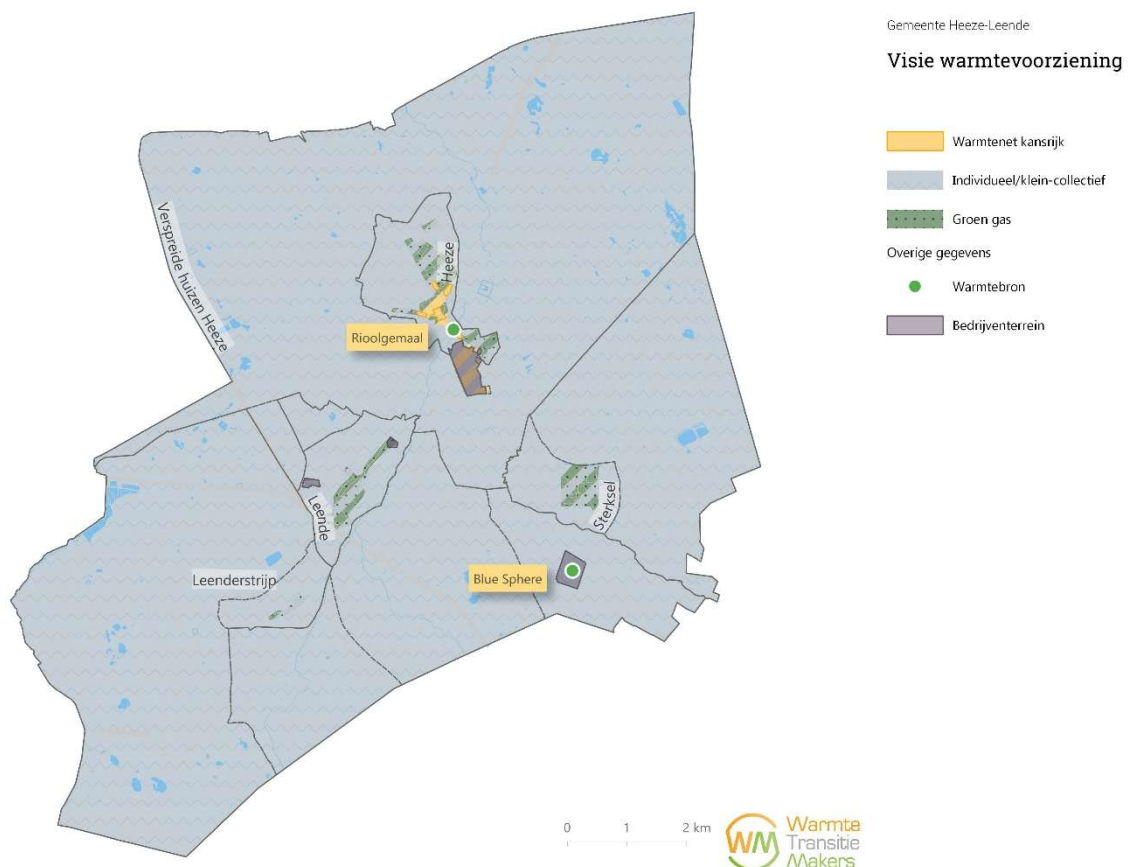 Gemeente Heeze-Leende
Visie warmtevoorziening
Warmtenet kansrijk
Individueel/klein-collectief
Groen gas
Overige gegevens
Warmtebron
Bedrijventerrein
Verspreide huizen Heeze
Heeze
Rioolgemaal
Leende
Sterksel
Leenderstrijp
Blue Sphere
0 1 2 km
WM
Warmte
Transitie
Makers